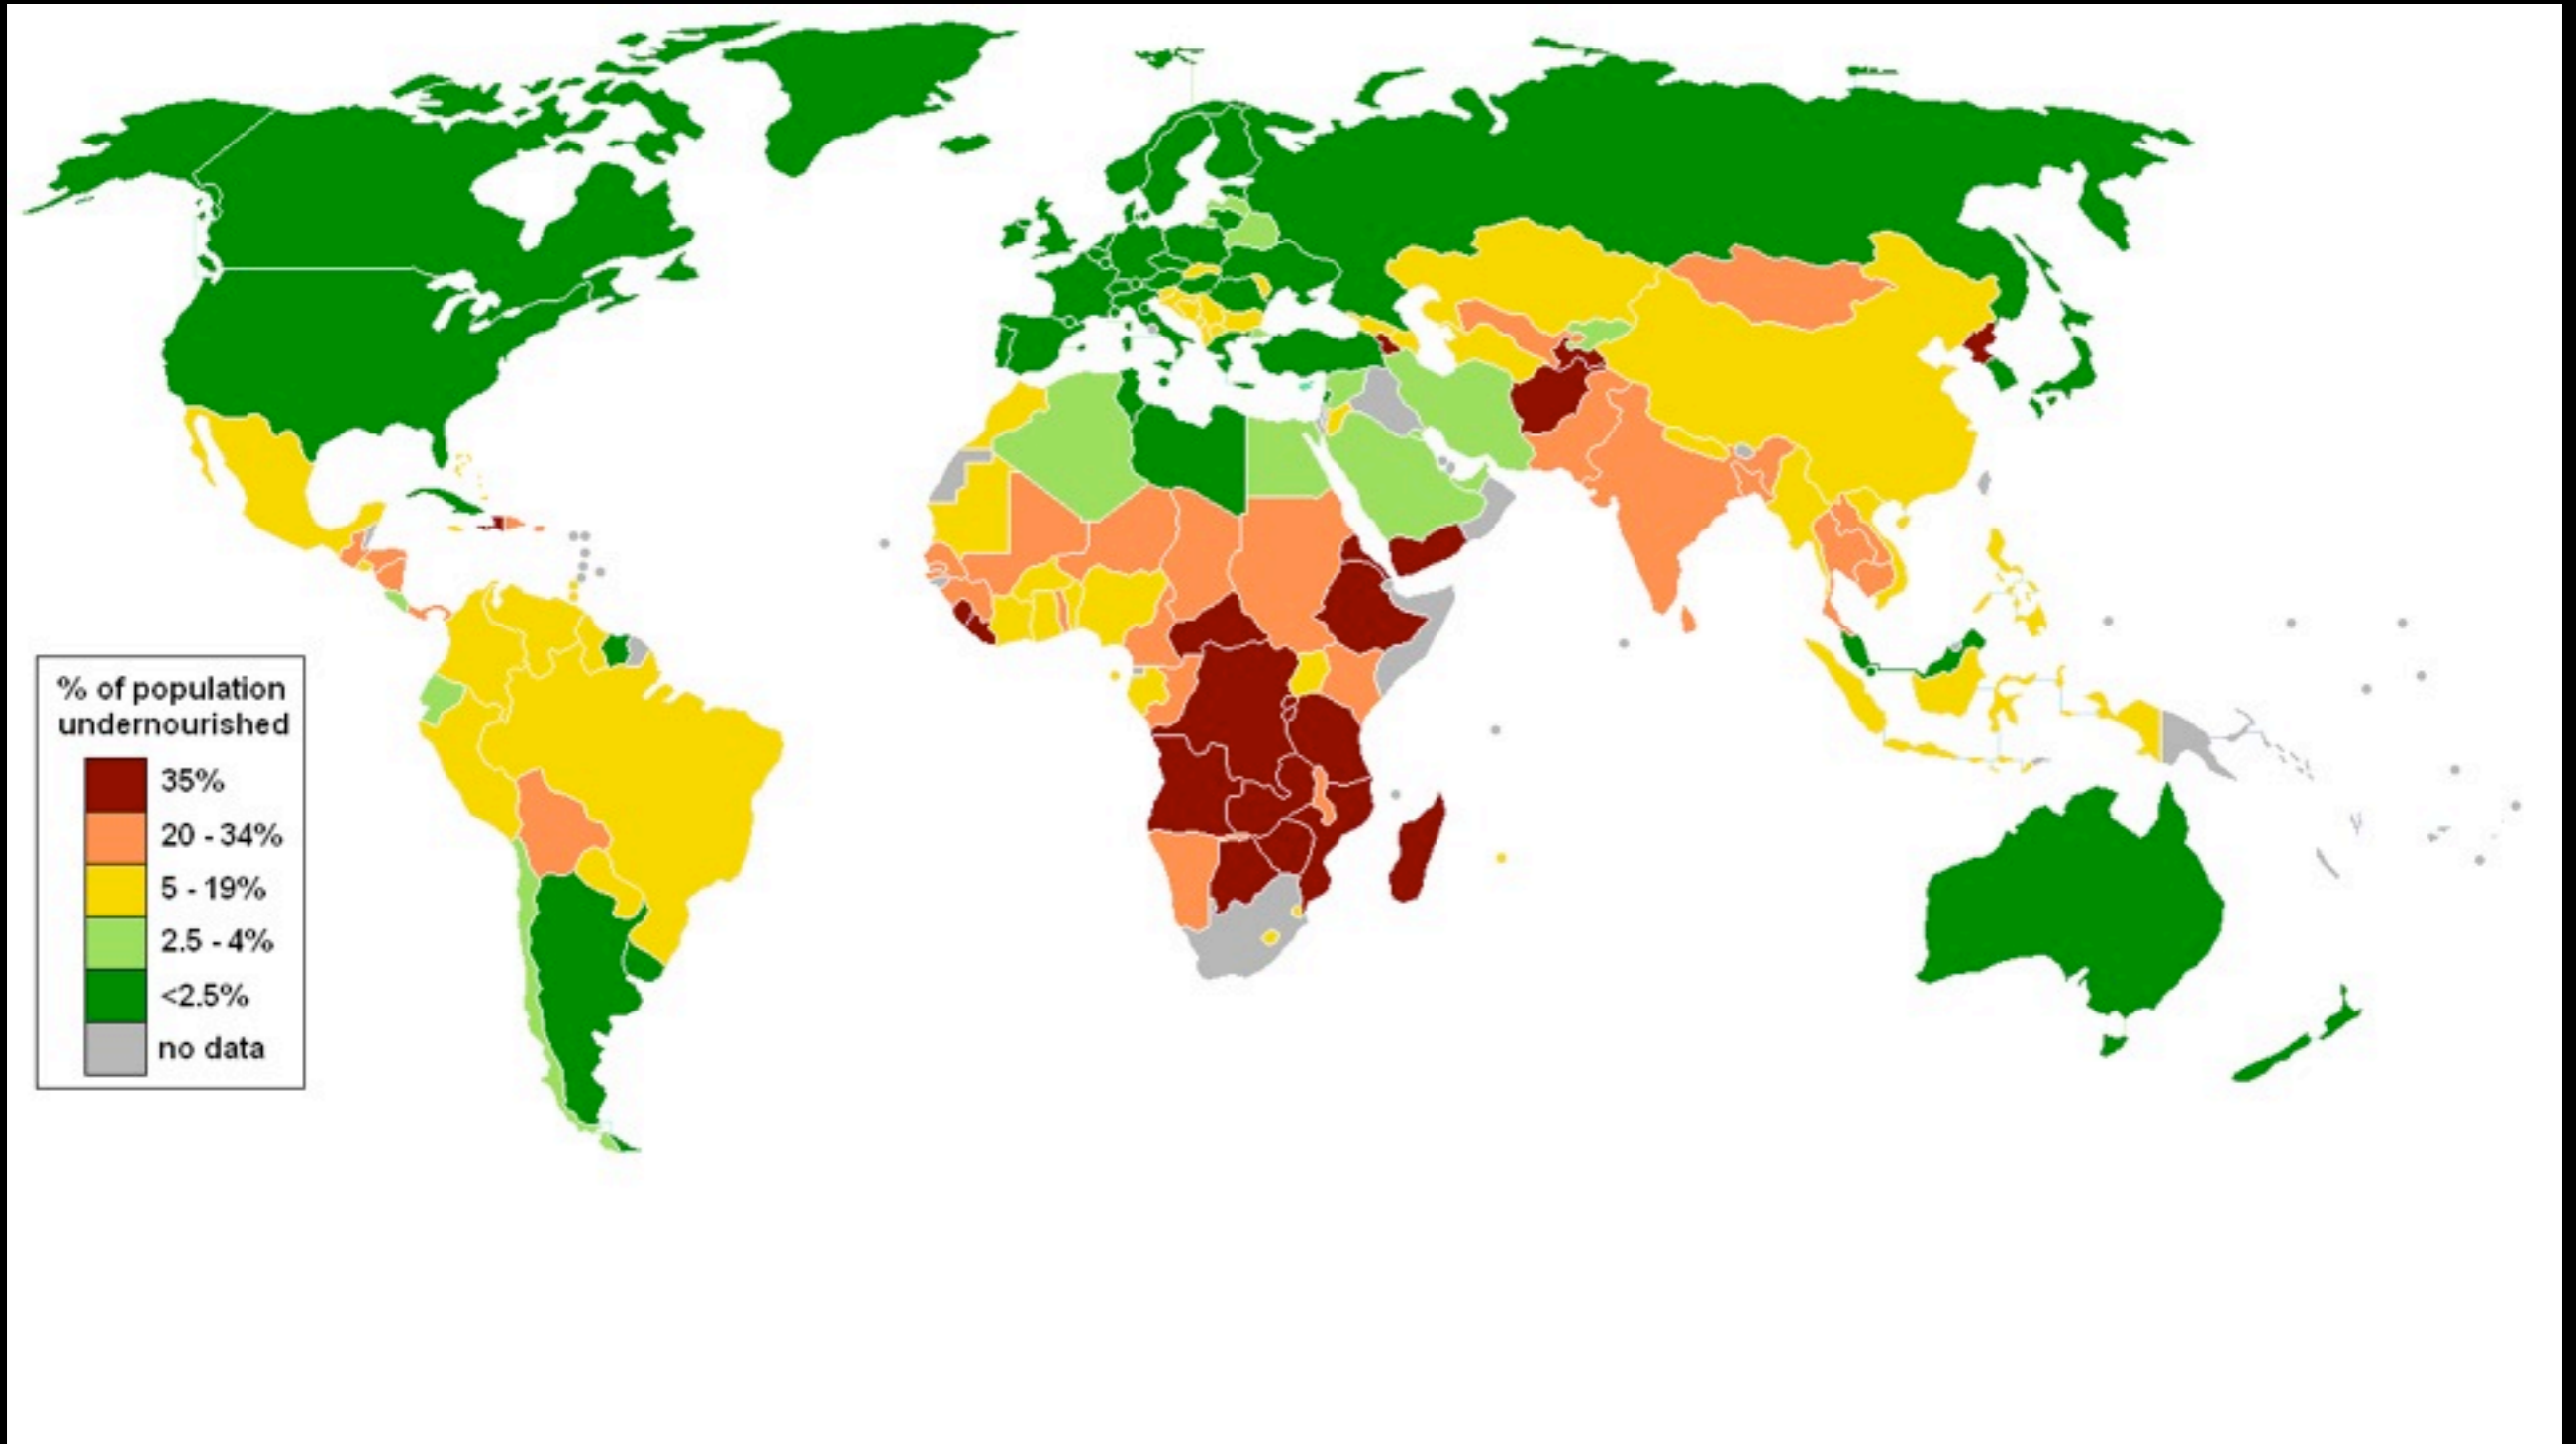 % of population
undernourished
35%
20 - 34%
5 - 19%
2.5 - 4%
<2.5%
no data